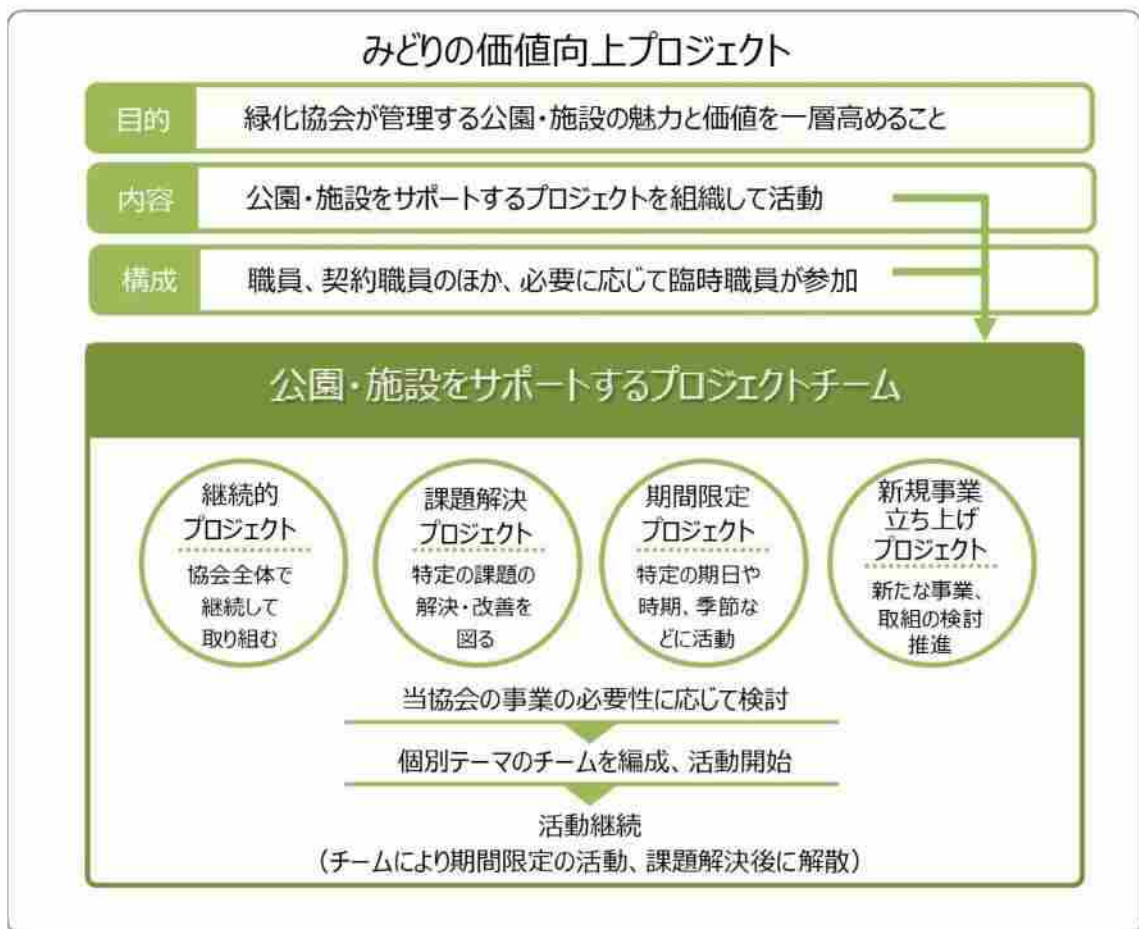 みどりの価値向上プロジェクト
目的
緑化協会が管理する公園・施設の魅力と価値を一層高めること
内容
公園・施設をサポートするプロジェクトを組織して活動
構成
職員、契約職員のほか、必要に応じて臨時職員が参加
公園・施設をサポートするプロジェクトチーム
継続的
プロジェクト
協会全体で
継続して
取り組む
課題解決
プロジェクト
特定の課題の
解決・改善を
図る
期間限定
プロジェクト
特定の期日や
時期、季節な
どに活動
新規事業
立ち上げ
プロジェクト
新たな事業、
取組の検討
推進
当協会の事業の必要性に応じて検討
個別テーマのチームを編成、活動開始
活動継続
（チームにより期間限定の活動、課題解決後に解散）